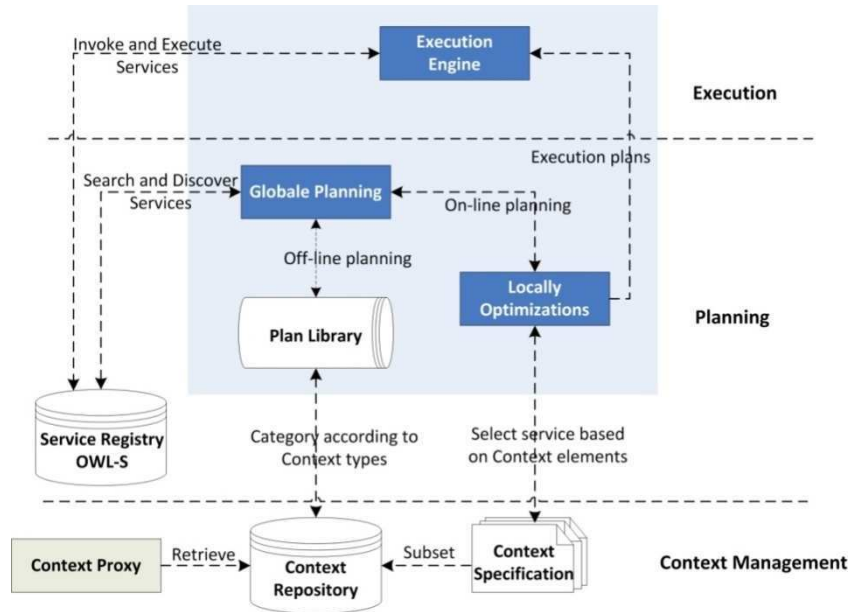 Invoke and Execute
Services
Execution
Engine
Execution
Execution plans
Search and Discover
Services
Globale Planning
On-line planning
Off-line planning
Locally
Optimizations
Plan Library
Planning
Service Registry
OWL-S
Category according to
Context types
Select service based
on Context elements
Context Proxy
Retrieve
Context
Repository
Subset
Context
Specification
Context Management